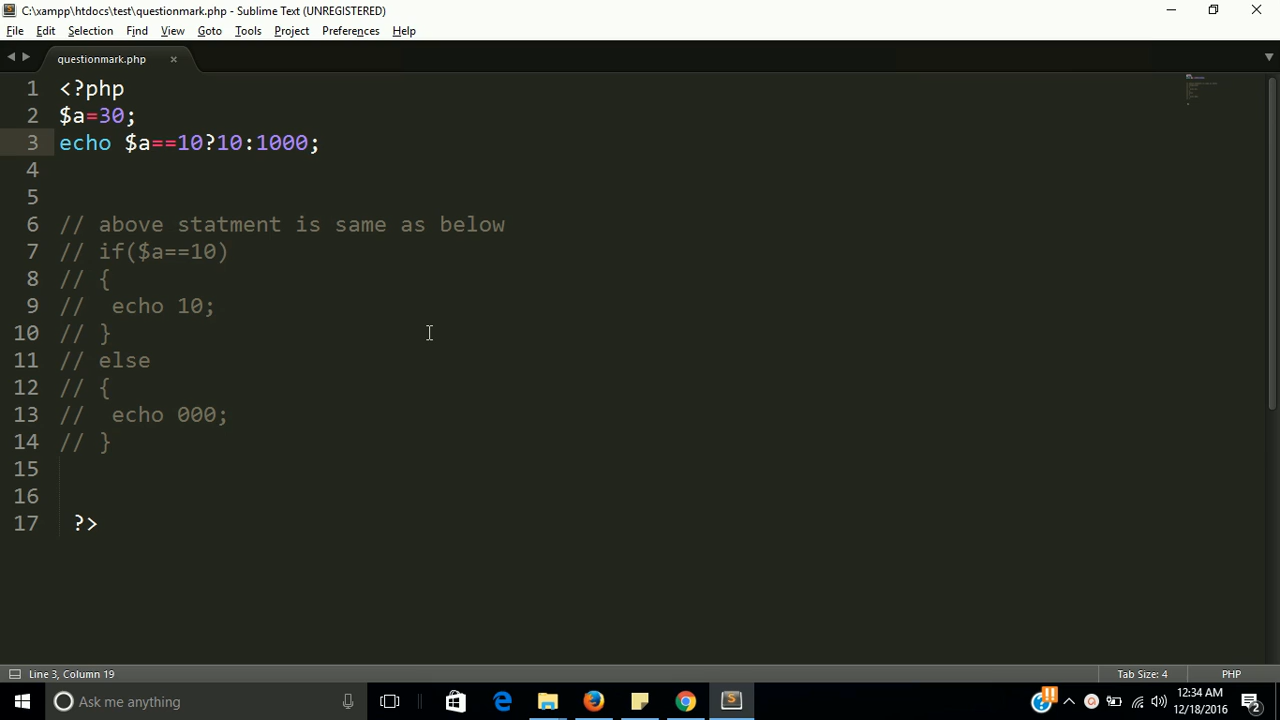 C:\xampp\htdocs\test\questionmark.php - Sublime Text (UNREGISTERED)
File Edit Selection Find View Goto Tools Project Preferences Help
questionmark.php ×
1 <?php
2 $a=30;
3 echo $a==10?10:1000;
4
5
6 // above statment is same as below
7 // if($a==10)
8 // {
9 //  echo 10;
10 // }
11 // else
12 // {
13 //  echo 000;
14 // }
15
16
17  ?>
Line 3, Column 19 Tab Size: 4 PHP
Ask me anything
12:34 AM
12/18/2016
2